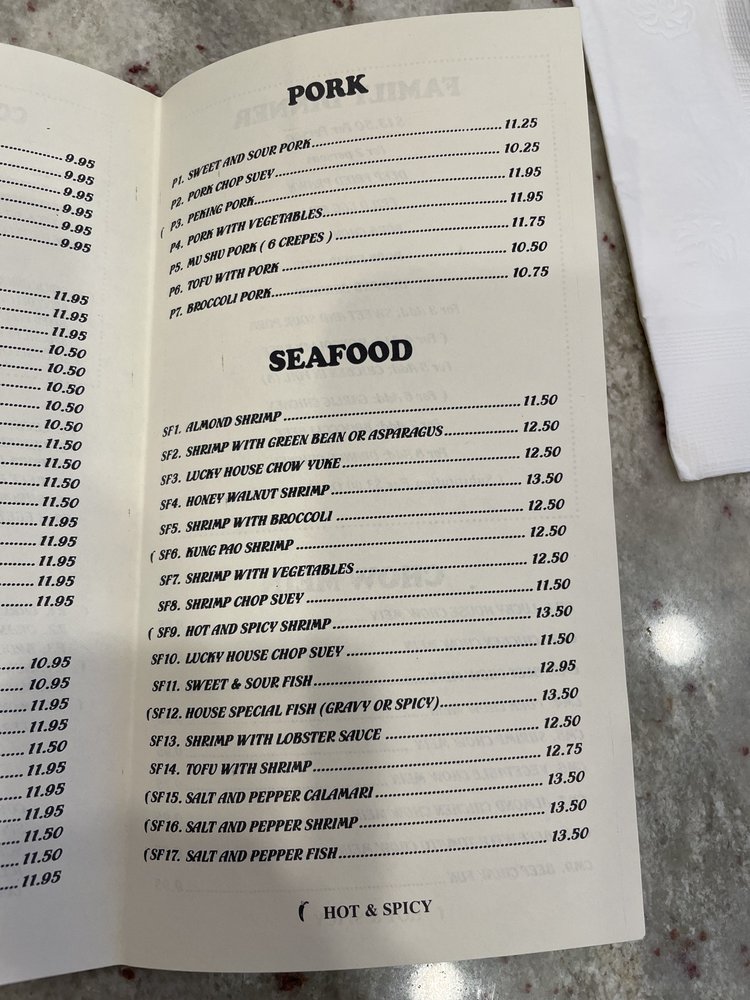 9.95
9.95
9.95
9.95
9.95
9.95
11.95
11.95
11.95
10.50
10.50
10.50
10.50
10.50
11.50
11.50
11.50
11.50
11.95
11.95
11.95
11.95
11.95
10.95
10.95
11.95
11.95
11.50
11.95
11.95
11.95
11.50
11.50
11.95
PORK
P1. SWEET AND SOUR PORK 11.25
P2. PORK CHOP SUEY 10.25
P3. PEKING PORK 11.95
P4. PORK WITH VEGETABLES 11.95
P5. MU SHU PORK ( 6 CREPES ) 11.75
P6. TOFU WITH PORK 10.50
P7. BROCCOLI PORK 10.75
SEAFOOD
SF1. ALMOND SHRIMP 11.50
SF2. SHRIMP WITH GREEN BEAN OR ASPARAGUS 12.50
SF3. LUCKY HOUSE CHOW YUKE 12.50
SF4. HONEY WALNUT SHRIMP 13.50
SF5. SHRIMP WITH BROCCOLI 12.50
SF6. KUNG PAO SHRIMP 12.50
SF7. SHRIMP WITH VEGETABLES 12.50
SF8. SHRIMP CHOP SUEY 11.50
SF9. HOT AND SPICY SHRIMP 13.50
SF10. LUCKY HOUSE CHOP SUEY 11.50
SF11. SWEET & SOUR FISH 12.95
SF12. HOUSE SPECIAL FISH (GRAVY OR SPICY) 13.50
SF13. SHRIMP WITH LOBSTER SAUCE 12.50
SF14. TOFU WITH SHRIMP 12.75
SF15. SALT AND PEPPER CALAMARI 13.50
SF16. SALT AND PEPPER SHRIMP 13.50
SF17. SALT AND PEPPER FISH 13.50
HOT & SPICY